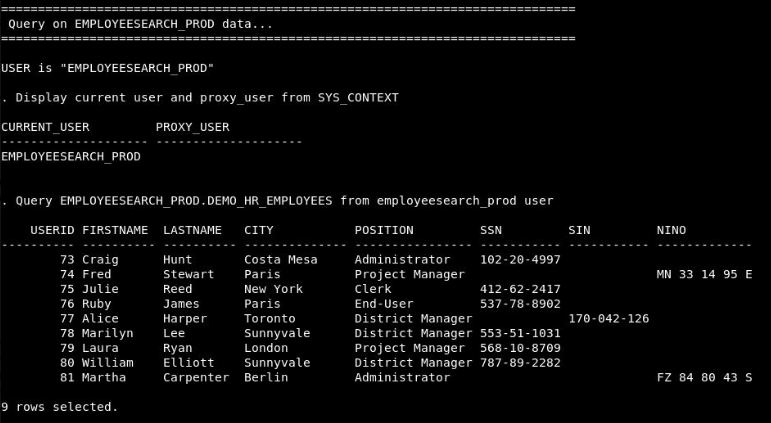 ==============================================================================
 Query on EMPLOYEESEARCH_PROD data...
==============================================================================
USER is "EMPLOYEESEARCH_PROD"
. Display current user and proxy_user from SYS_CONTEXT
CURRENT_USER         PROXY_USER
-------------------- --------------------
EMPLOYEESEARCH_PROD
. Query EMPLOYEESEARCH_PROD.DEMO_HR_EMPLOYEES from employeesearch_prod user
    USERID FIRSTNAME  LASTNAME   CITY           POSITION         SSN         SIN         NINO
---------- ---------- ---------- -------------- ---------------- ----------- ----------- -------------
        73 Craig      Hunt       Costa Mesa     Administrator    102-20-4997
        74 Fred       Stewart    Paris          Project Manager                          MN 33 14 95 E
        75 Julie      Reed       New York       Clerk            412-62-2417
        76 Ruby       James      Paris          End-User         537-78-8902
        77 Alice      Harper     Toronto        District Manager             170-042-126
        78 Marilyn    Lee        Sunnyvale      District Manager 553-51-1031
        79 Laura      Ryan       London         Project Manager  568-10-8709
        80 William    Elliott    Sunnyvale      District Manager 787-89-2282
        81 Martha     Carpenter  Berlin         Administrator                            FZ 84 80 43 S
9 rows selected.